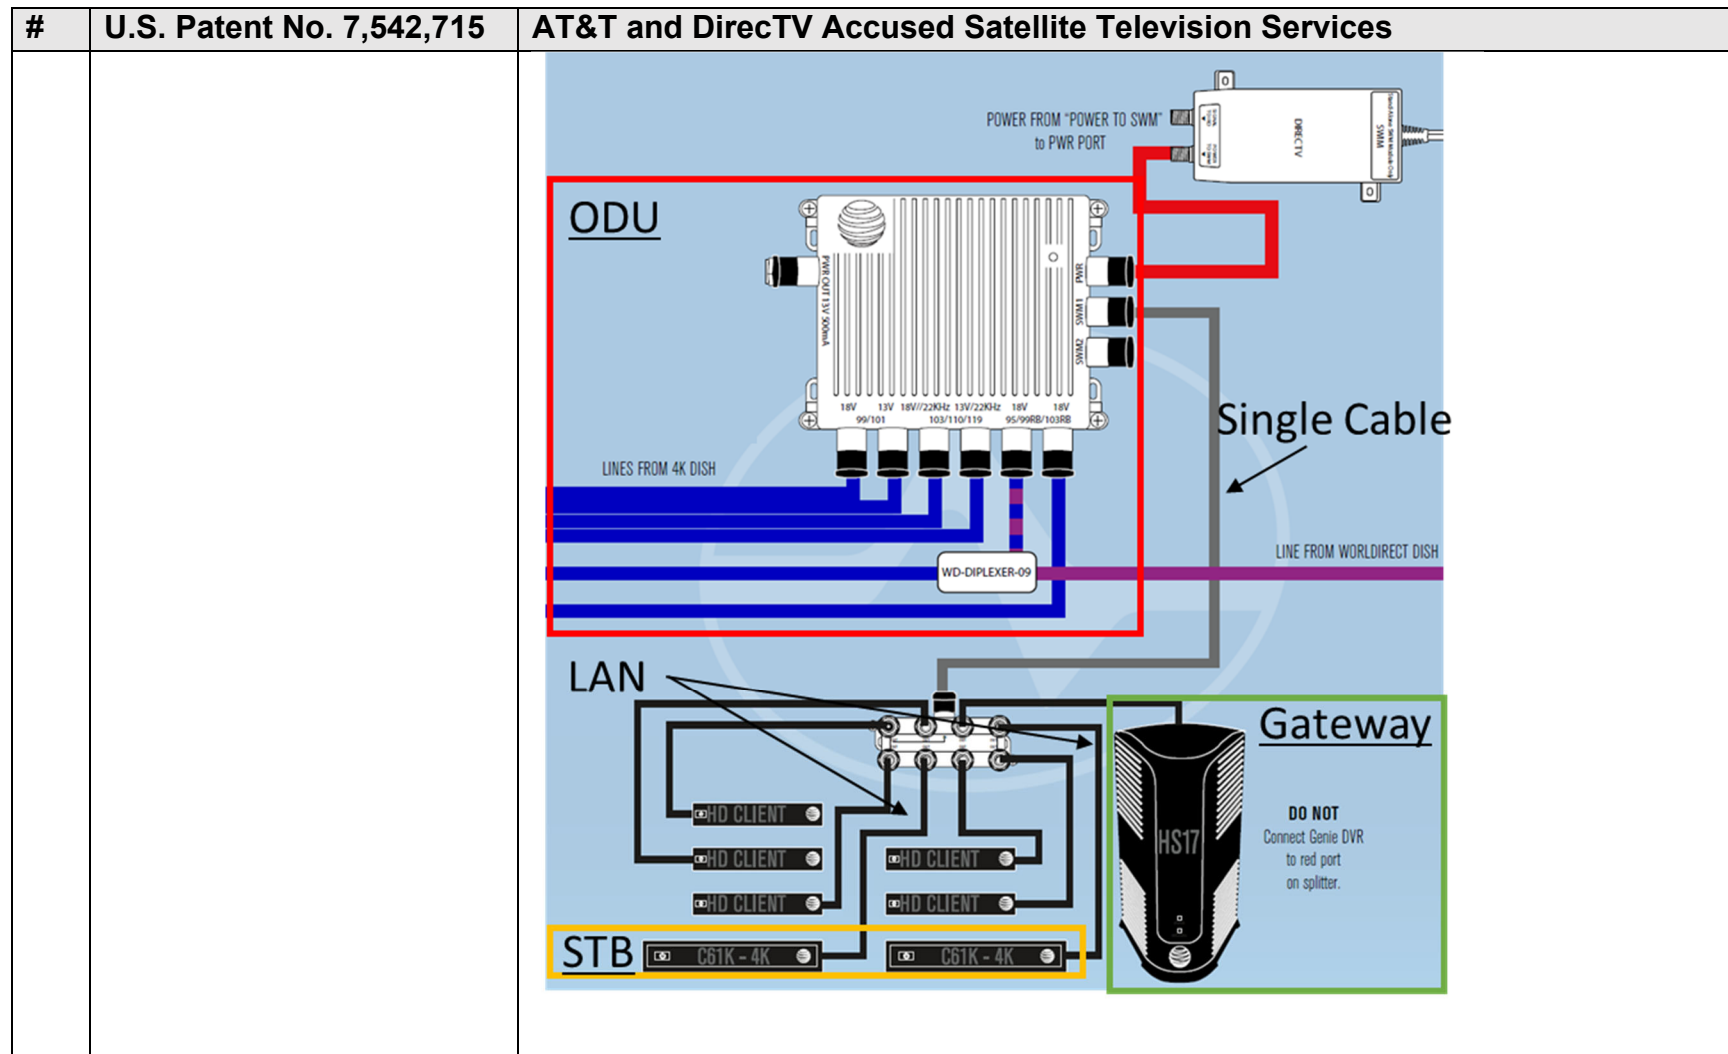 # U.S. Patent No. 7,542,715 AT&T and DirecTV Accused Satellite Television Services
POWER FROM "POWER TO SWM"
to PWR PORT
DIRECTV
SWM
ODU
PWR OUT 13V 500mA
PWR
SWM1
SWM2
18V 13V 18V//22KHz 13V/22KHz 18V 18V
99/101 103/110/119 95/99RB/103RB
Single Cable
LINES FROM 4K DISH
LINE FROM WORLDIRECT DISH
WD-DIPLEXER-09
LAN
Gateway
HD CLIENT
HD CLIENT HD CLIENT
HD CLIENT HD CLIENT
HS17
DO NOT
Connect Genie DVR
to red port
on splitter.
STB C61K - 4K C61K - 4K